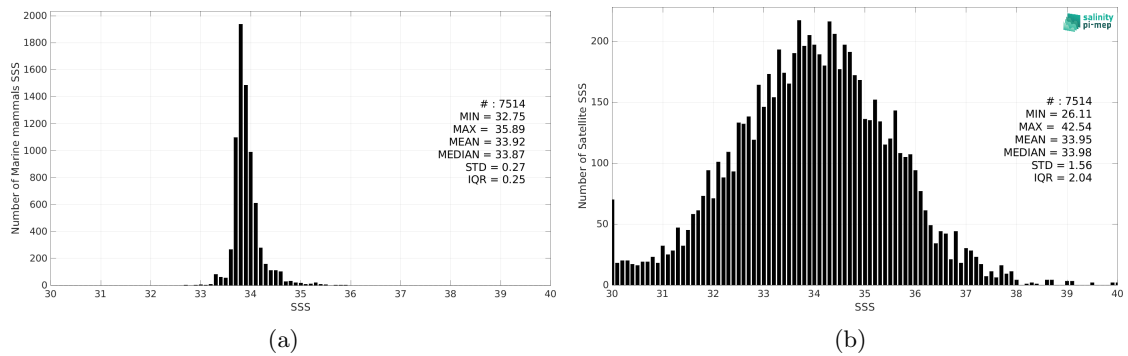 2000
1800
1600
1400
1200
1000
800
600
400
200
0
Number of Marine mammals SSS
# : 7514
MIN = 32.75
MAX = 35.89
MEAN = 33.92
MEDIAN = 33.87
STD = 0.27
IQR = 0.25
30 31 32 33 34 35 36 37 38 39 40
SSS
(a)
salinity
pi-mep
200
150
100
50
0
Number of Satellite SSS
# : 7514
MIN = 26.11
MAX = 42.54
MEAN = 33.95
MEDIAN = 33.98
STD = 1.56
IQR = 2.04
30 31 32 33 34 35 36 37 38 39 40
SSS
(b)